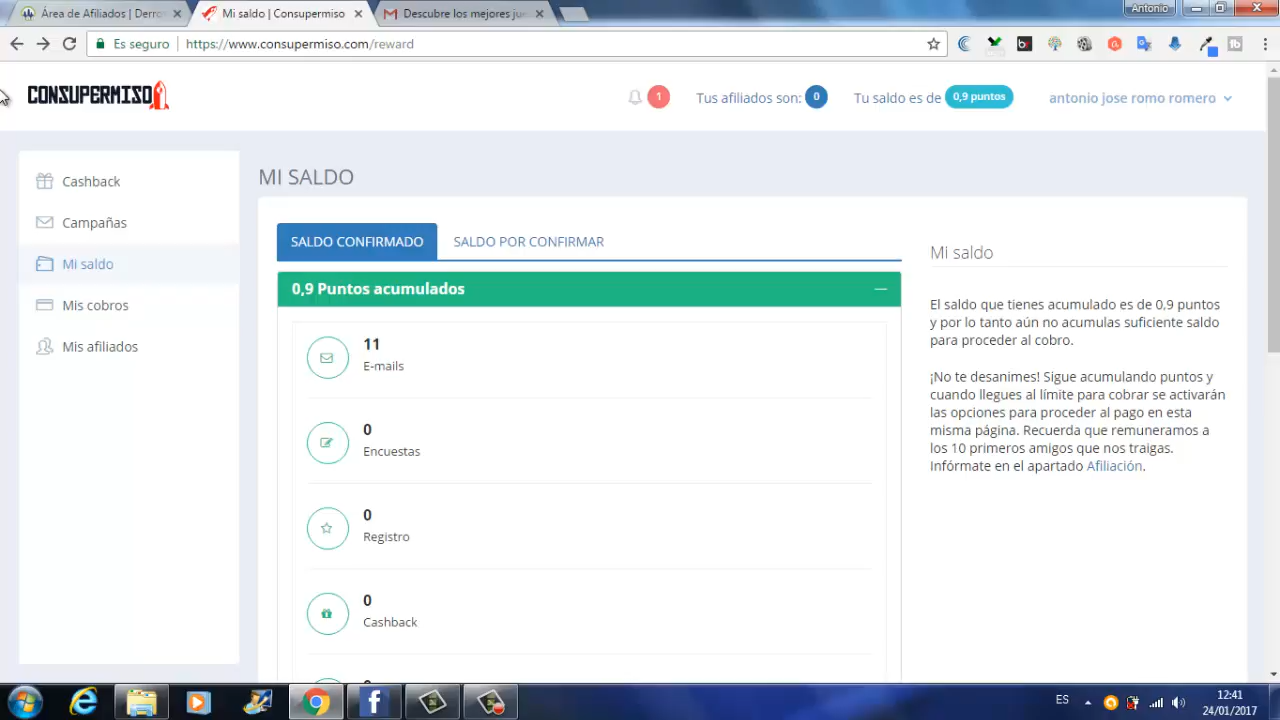 Área de Afiliados | Derro
Mi saldo | Consupermiso
Descubre los mejores jue
Antonio
Es seguro
https://www.consupermiso.com/reward
CONSUPERMISO
1
Tus afiliados son: 0
Tu saldo es de 0,9 puntos
antonio jose romo romero
Cashback
Campañas
Mi saldo
Mis cobros
Mis afiliados
MI SALDO
SALDO CONFIRMADO
SALDO POR CONFIRMAR
0,9 Puntos acumulados
11
E-mails
0
Encuestas
0
Registro
0
Cashback
Mi saldo
El saldo que tienes acumulado es de 0,9 puntos
y por lo tanto aún no acumulas suficiente saldo
para proceder al cobro.
¡No te desanimes! Sigue acumulando puntos y
cuando llegues al límite para cobrar se activarán
las opciones para proceder al pago en esta
misma página. Recuerda que remuneramos a
los 10 primeros amigos que nos traigas.
Infórmate en el apartado Afiliación.
ES
12:41
24/01/2017